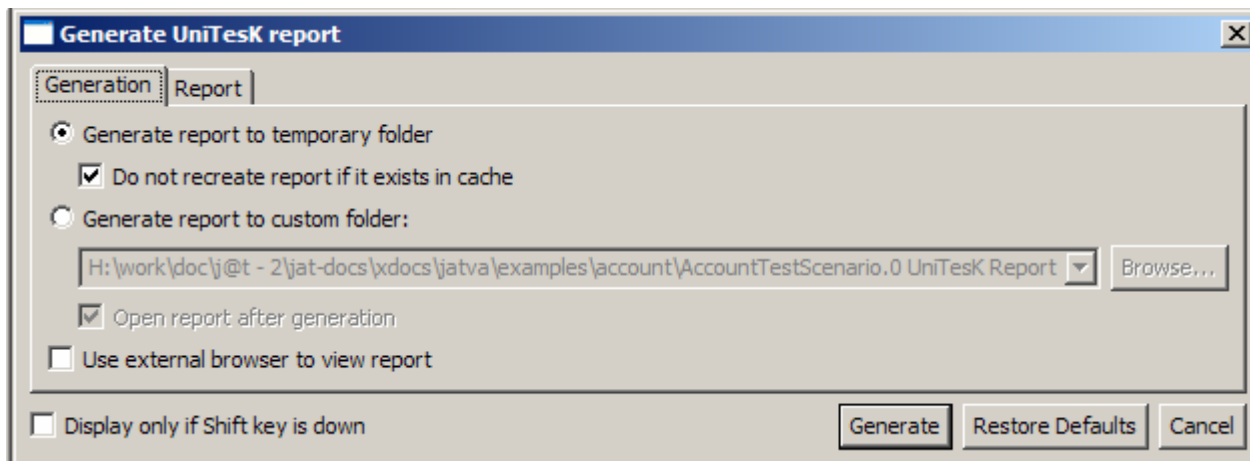 Generate UniTesK report
Generation Report
Generate report to temporary folder
Do not recreate report if it exists in cache
Generate report to custom folder:
H:\work\doc\j@t - 2\jat-docs\xdocs\jatva\examples\account\AccountTestScenario.0 UniTesK Report Browse...
Open report after generation
Use external browser to view report
Display only if Shift key is down Generate Restore Defaults Cancel